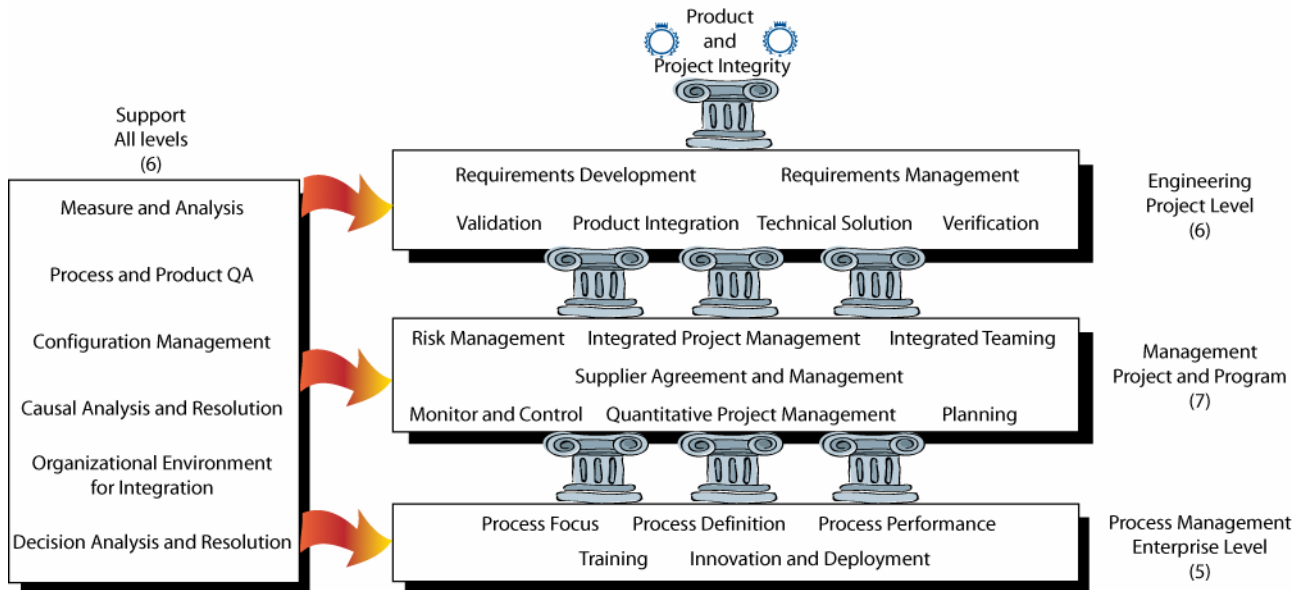 Product
and
Project Integrity
Support
All levels
(6)
Measure and Analysis
Process and Product QA
Configuration Management
Causal Analysis and Resolution
Organizational Environment
for Integration
Decision Analysis and Resolution
Requirements Development Requirements Management
Validation Product Integration Technical Solution Verification
Engineering
Project Level
(6)
Risk Management Integrated Project Management Integrated Teaming
Supplier Agreement and Management
Monitor and Control Quantitative Project Management Planning
Management
Project and Program
(7)
Process Focus Process Definition Process Performance
Training Innovation and Deployment
Process Management
Enterprise Level
(5)